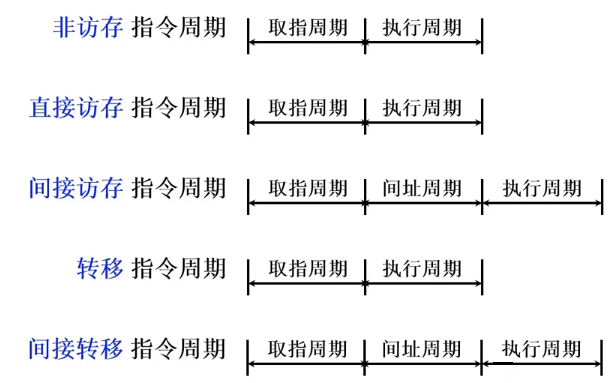 非访存 指令周期 取指周期 执行周期
直接访存 指令周期 取指周期 执行周期
间接访存 指令周期 取指周期 间址周期 执行周期
转移 指令周期 取指周期 执行周期
间接转移 指令周期 取指周期 间址周期 执行周期